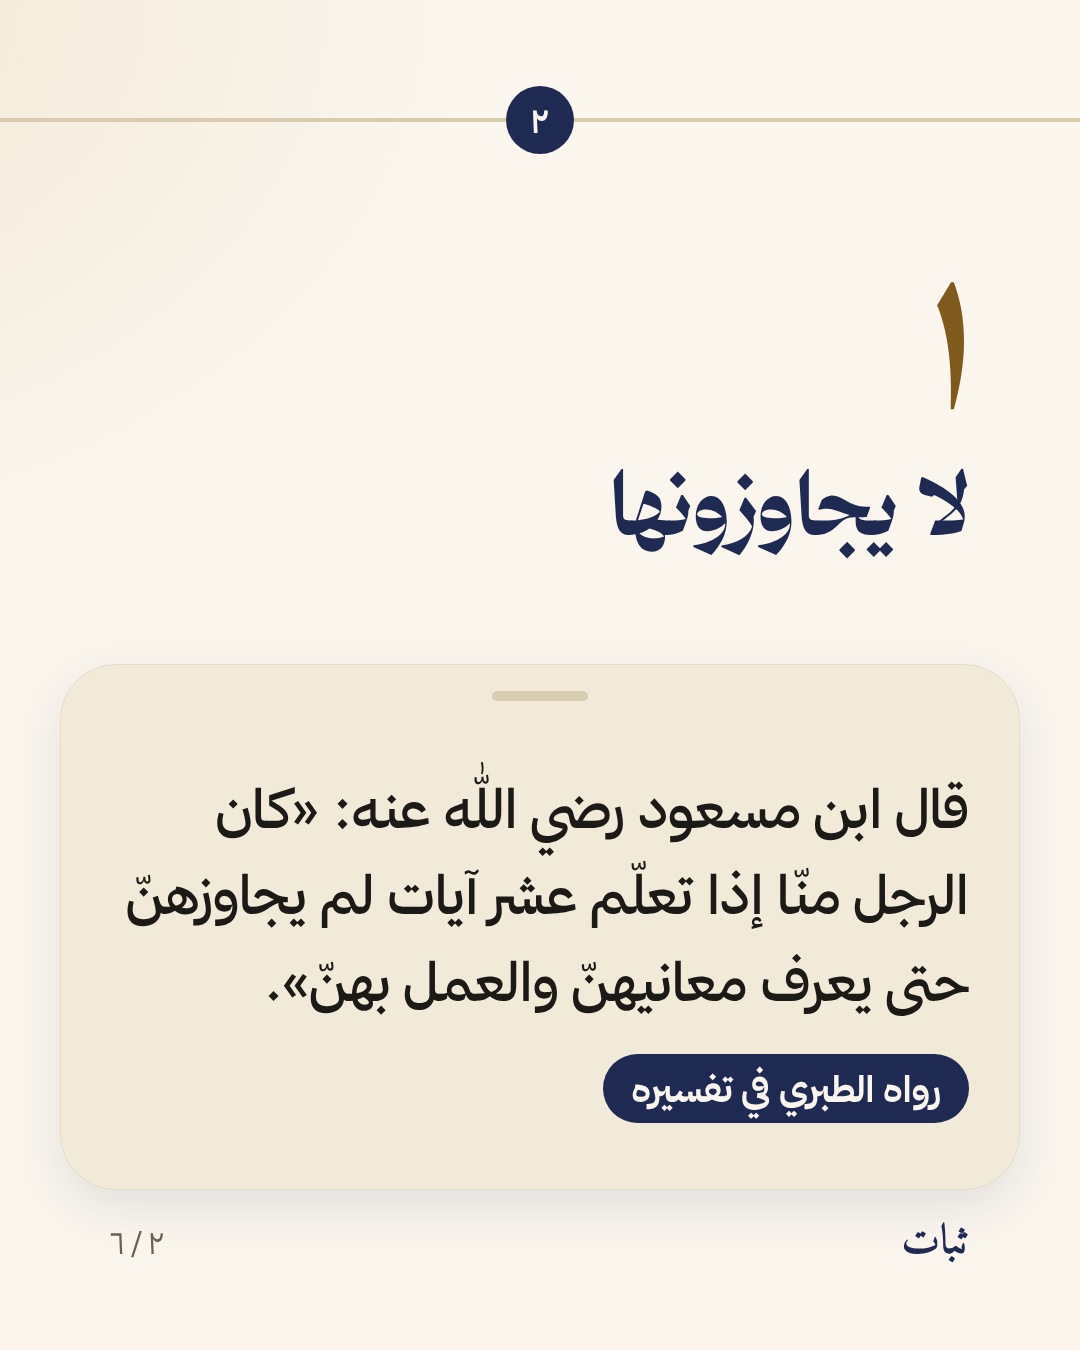 ٢
١
لا يجاوزونها
قال ابن مسعود رضي الله عنه: «كان
الرجل منّا إذا تعلّم عشر آيات لم يجاوزهنّ
حتى يعرف معانيهنّ والعمل بهنّ».
رواه الطبري في تفسيره
ثبات
٢ / ٦